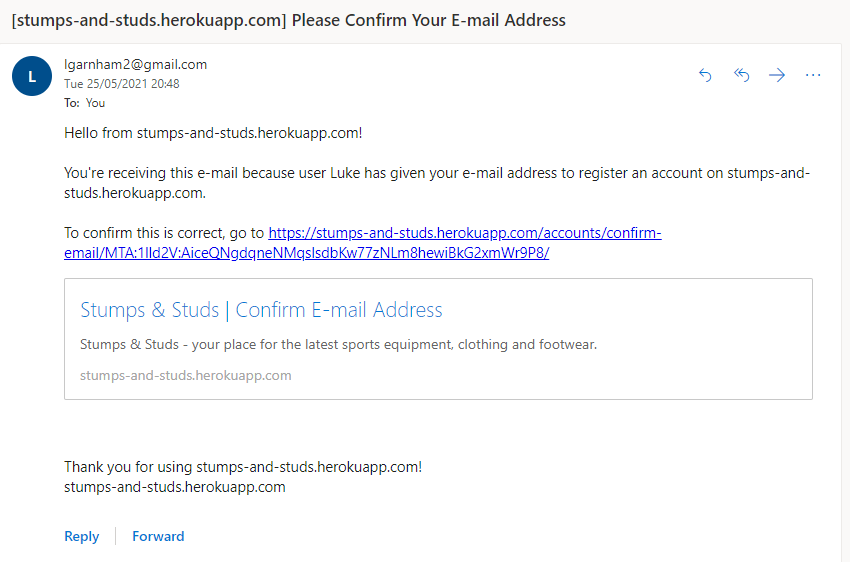 [stumps-and-studs.herokuapp.com] Please Confirm Your E-mail Address
L
lgarnham2@gmail.com
Tue 25/05/2021 20:48
To: You
Hello from stumps-and-studs.herokuapp.com!
You're receiving this e-mail because user Luke has given your e-mail address to register an account on stumps-and-
studs.herokuapp.com.
To confirm this is correct, go to https://stumps-and-studs.herokuapp.com/accounts/confirm-
email/MTA:1lld2V:AiceQNgdqneNMqslsdbKw77zNLm8hewiBkG2xmWr9P8/
Stumps & Studs | Confirm E-mail Address
Stumps & Studs - your place for the latest sports equipment, clothing and footwear.
stumps-and-studs.herokuapp.com
Thank you for using stumps-and-studs.herokuapp.com!
stumps-and-studs.herokuapp.com
Reply | Forward